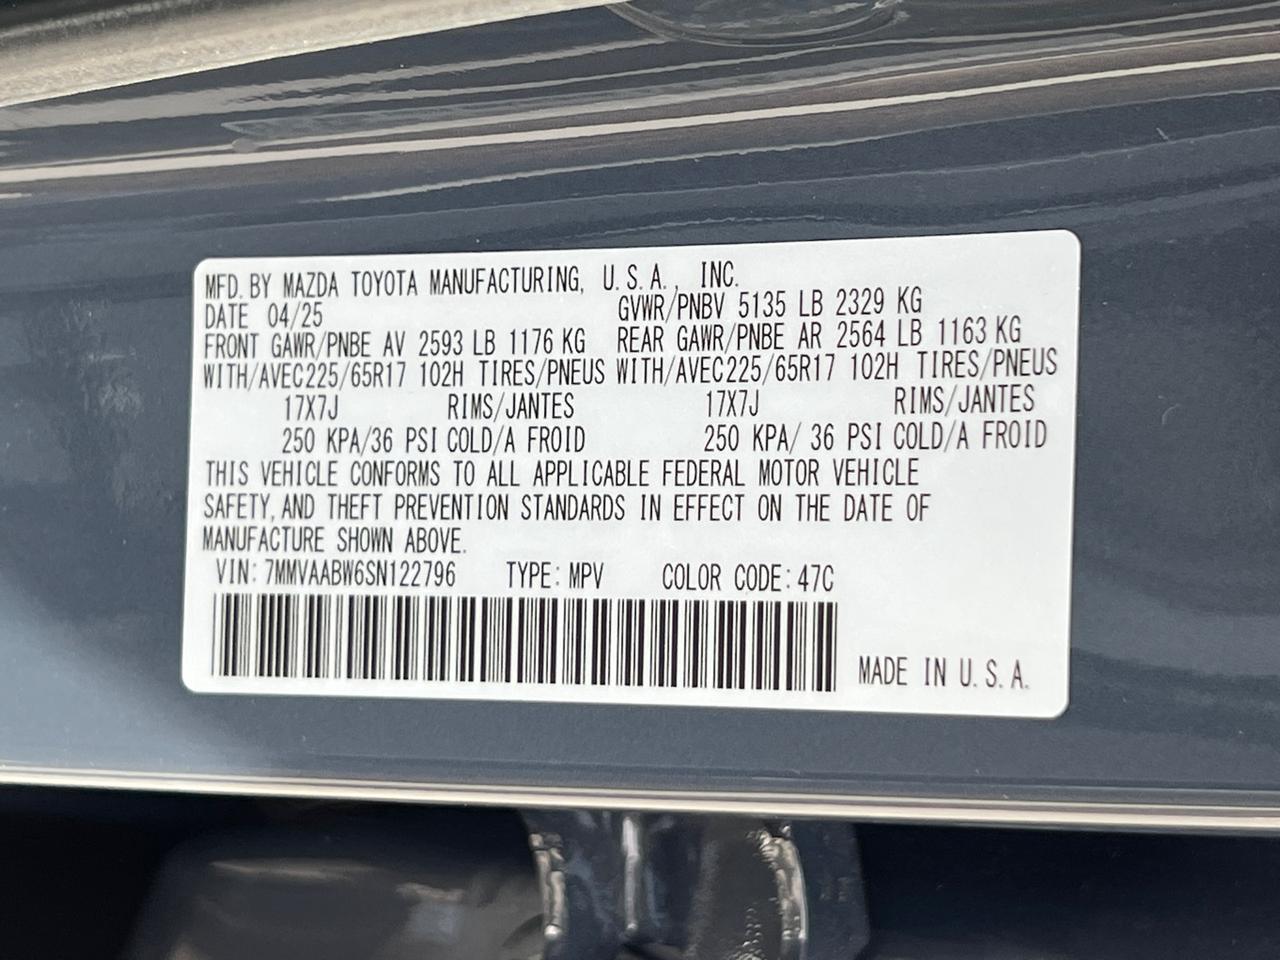 MFD. BY MAZDA TOYOTA MANUFACTURING, U.S.A., INC.
DATE 04/25 GVWR/PNBV 5135 LB 2329 KG
FRONT GAWR/PNBE AV 2593 LB 1176 KG REAR GAWR/PNBE AR 2564 LB 1163 KG
WITH/AVEC225/65R17 102H TIRES/PNEUS WITH/AVEC225/65R17 102H TIRES/PNEUS
17X7J RIMS/JANTES 17X7J RIMS/JANTES
250 KPA/36 PSI COLD/A FROID 250 KPA/ 36 PSI COLD/A FROID
THIS VEHICLE CONFORMS TO ALL APPLICABLE FEDERAL MOTOR VEHICLE
SAFETY, AND THEFT PREVENTION STANDARDS IN EFFECT ON THE DATE OF
MANUFACTURE SHOWN ABOVE.
VIN: 7MMVAABW6SN122796 TYPE: MPV COLOR CODE: 47C
MADE IN U.S.A.